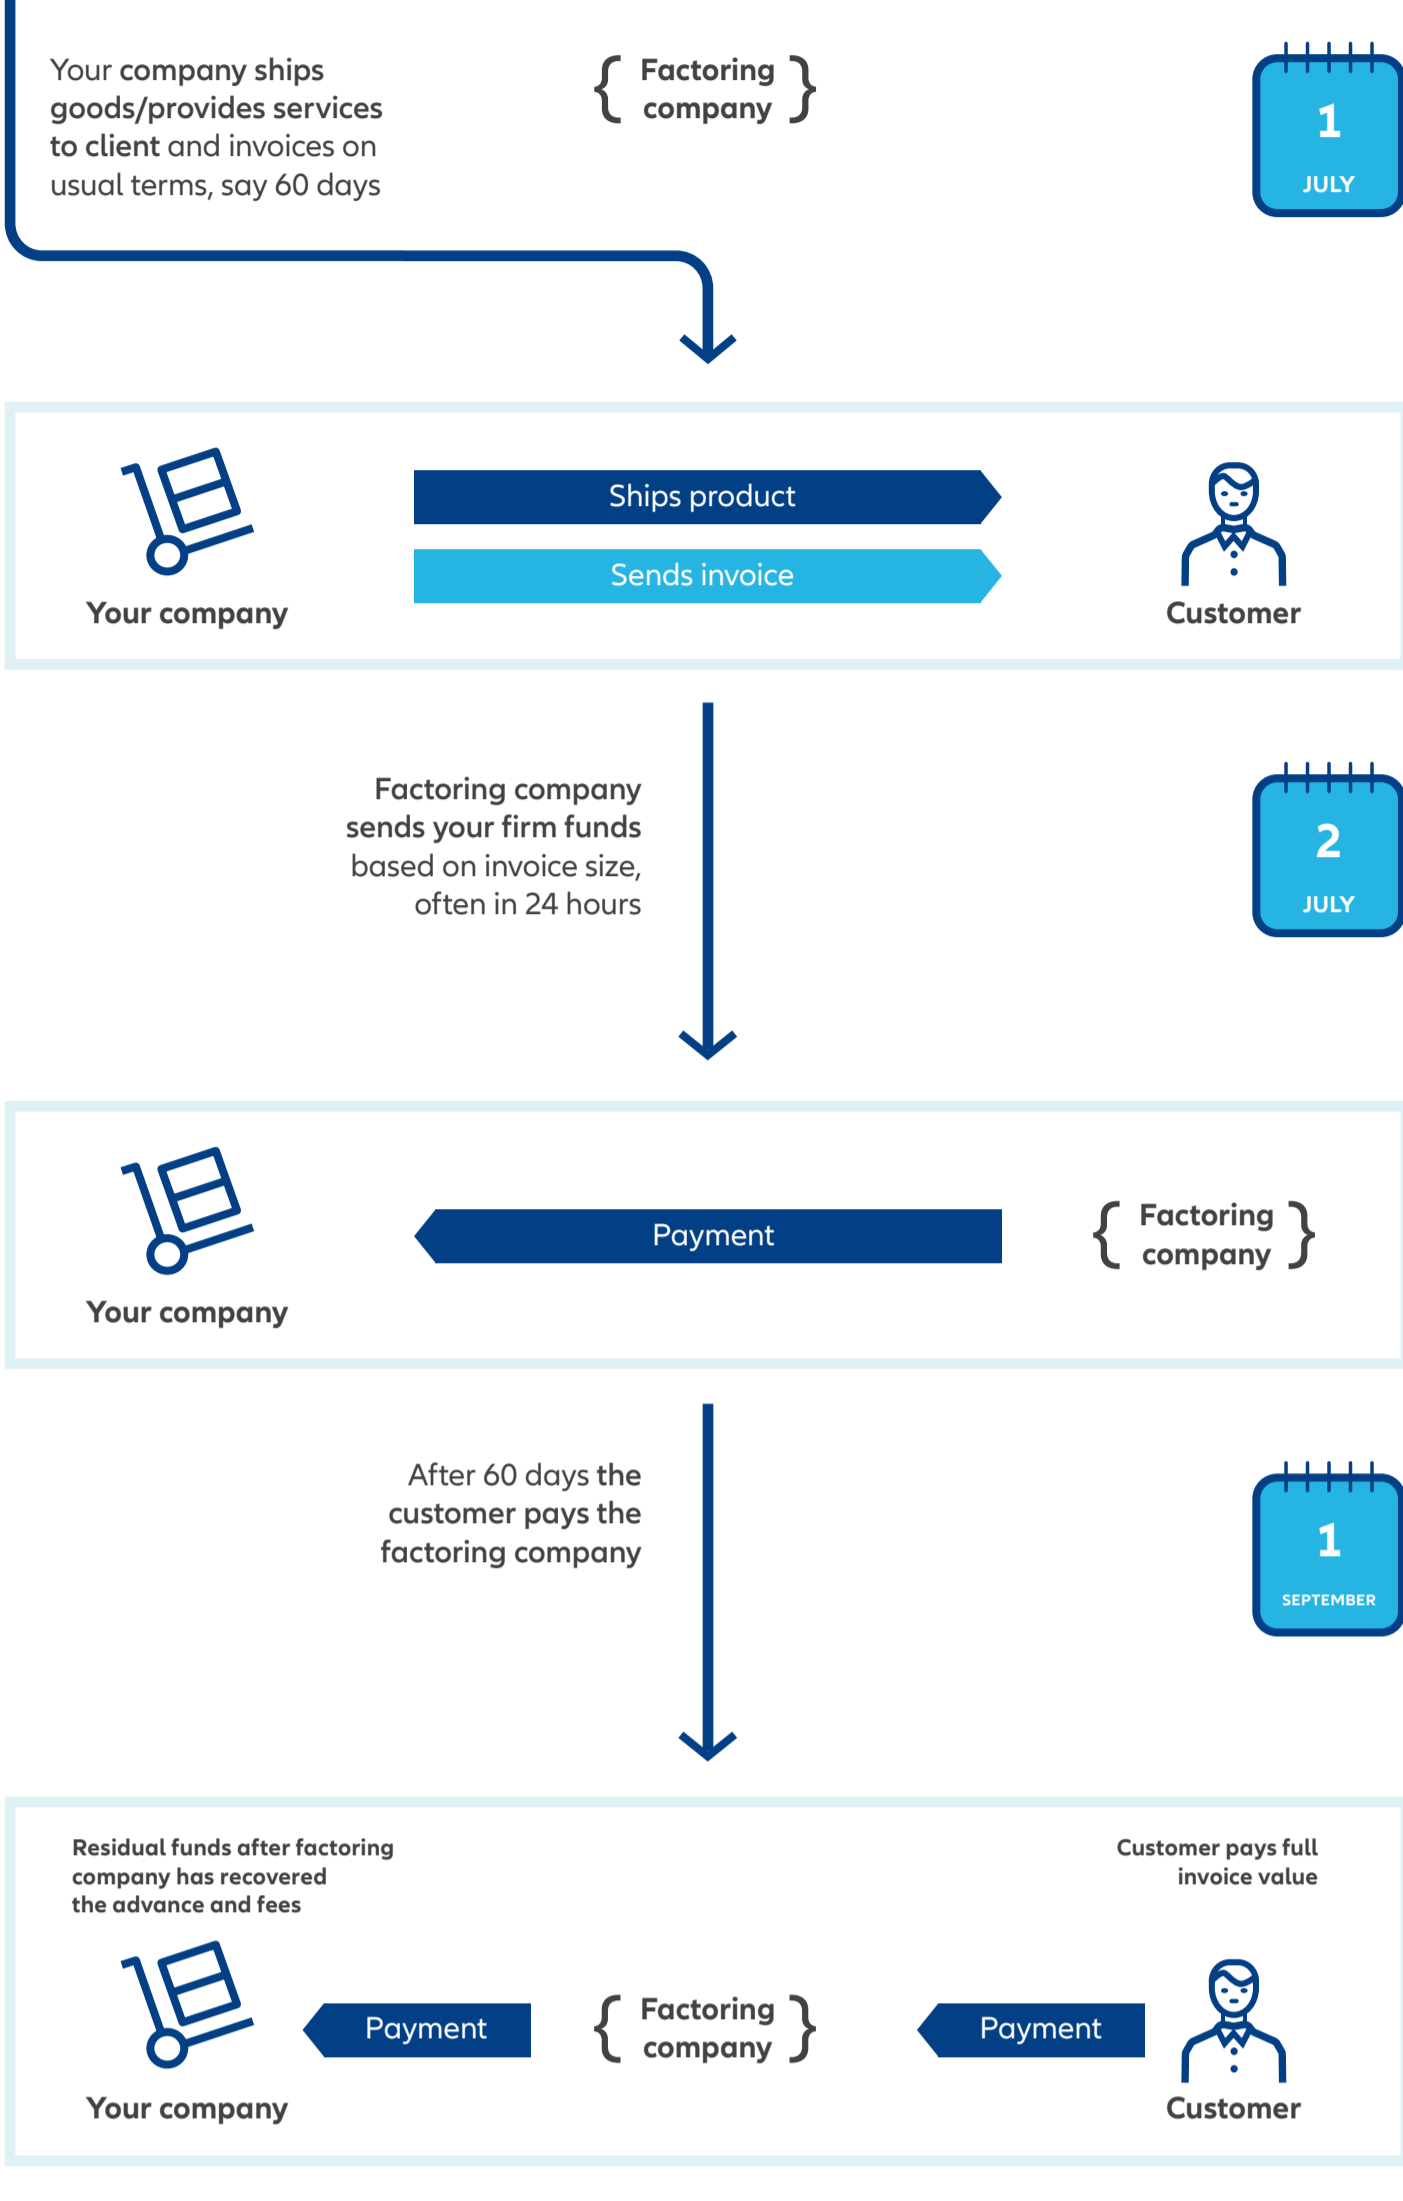 Your company ships
goods/provides services
to client and invoices on
usual terms, say 60 days
{ Factoring
company }
1
JULY
Ships product
Sends invoice
Your company
Customer
Factoring company
sends your firm funds
based on invoice size,
often in 24 hours
2
JULY
Payment
{ Factoring
company }
Your company
After 60 days the
customer pays the
factoring company
1
SEPTEMBER
Residual funds after factoring
company has recovered
the advance and fees
Customer pays full
invoice value
Payment
{ Factoring
company }
Payment
Your company
Customer